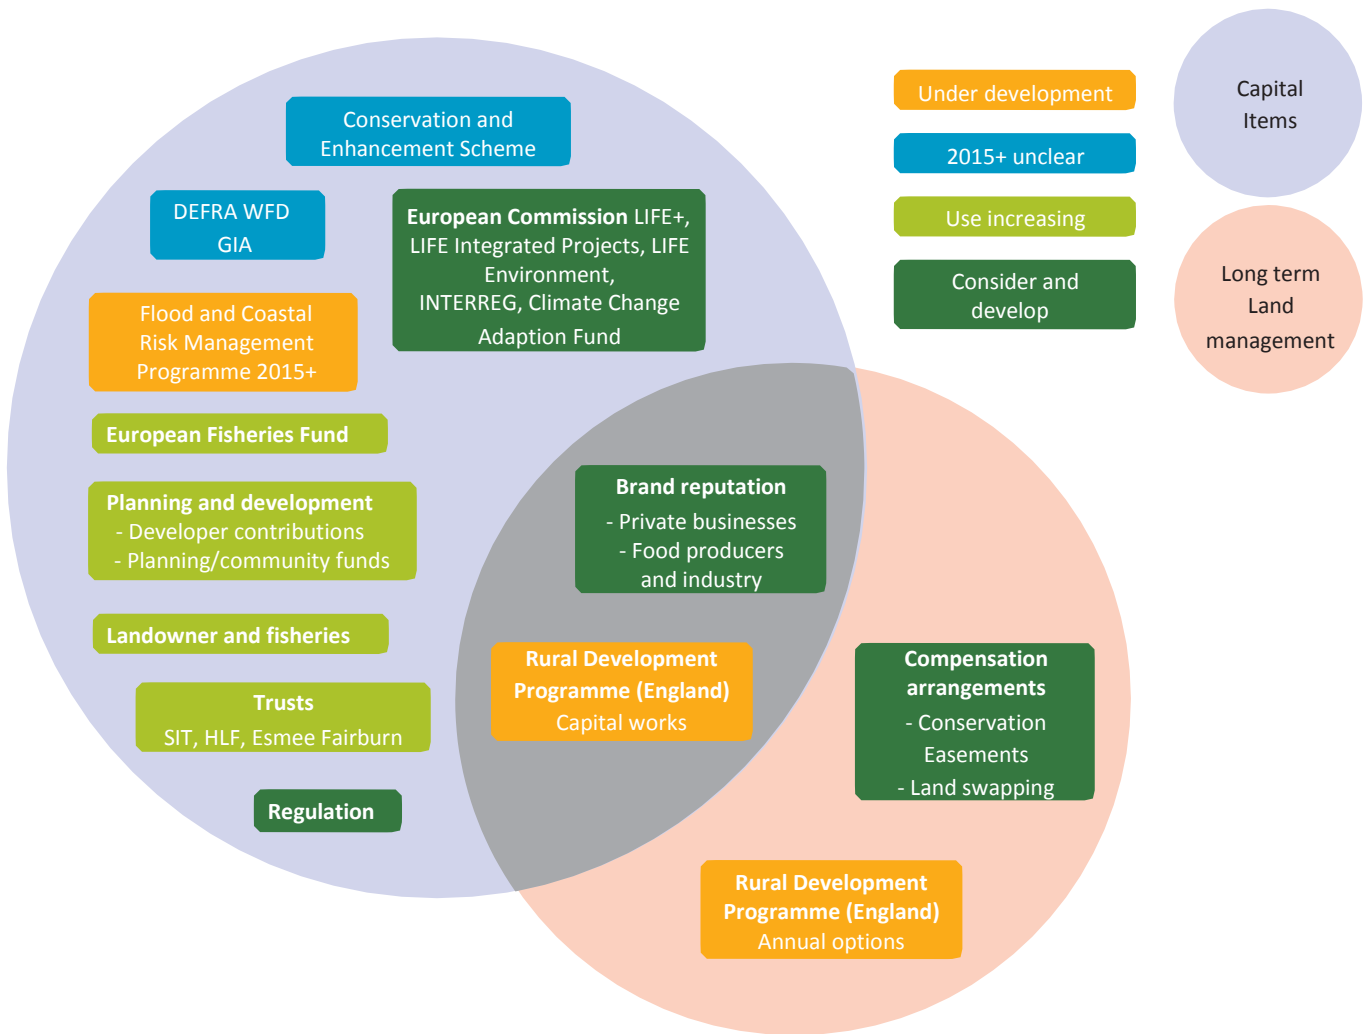 Conservation and
Enhancement Scheme
DEFRA WFD
GIA
European Commission LIFE+,
LIFE Integrated Projects, LIFE
Environment,
INTERREG, Climate Change
Adaption Fund
Flood and Coastal
Risk Management
Programme 2015+
European Fisheries Fund
Planning and development
- Developer contributions
- Planning/community funds
Landowner and fisheries
Trusts
SIT, HLF, Esmee Fairburn
Regulation
Brand reputation
- Private businesses
- Food producers
and industry
Rural Development
Programme (England)
Capital works
Compensation
arrangements
- Conservation
Easements
- Land swapping
Rural Development
Programme (England)
Annual options
Under development
2015+ unclear
Use increasing
Consider and
develop
Capital
Items
Long term
Land
management